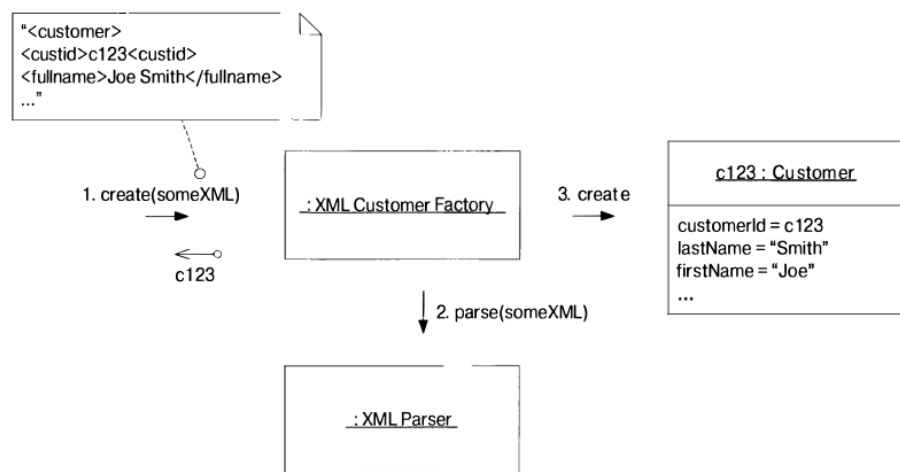 “<customer>
<custid>c123<custid>
<fullname>Joe Smith</fullname>
...”
1. create(someXML)
c123
: XML Customer Factory
3. create
c123 : Customer
customerId = c123
lastName = “Smith”
firstName = “Joe”
...
2. parse(someXML)
: XML Parser